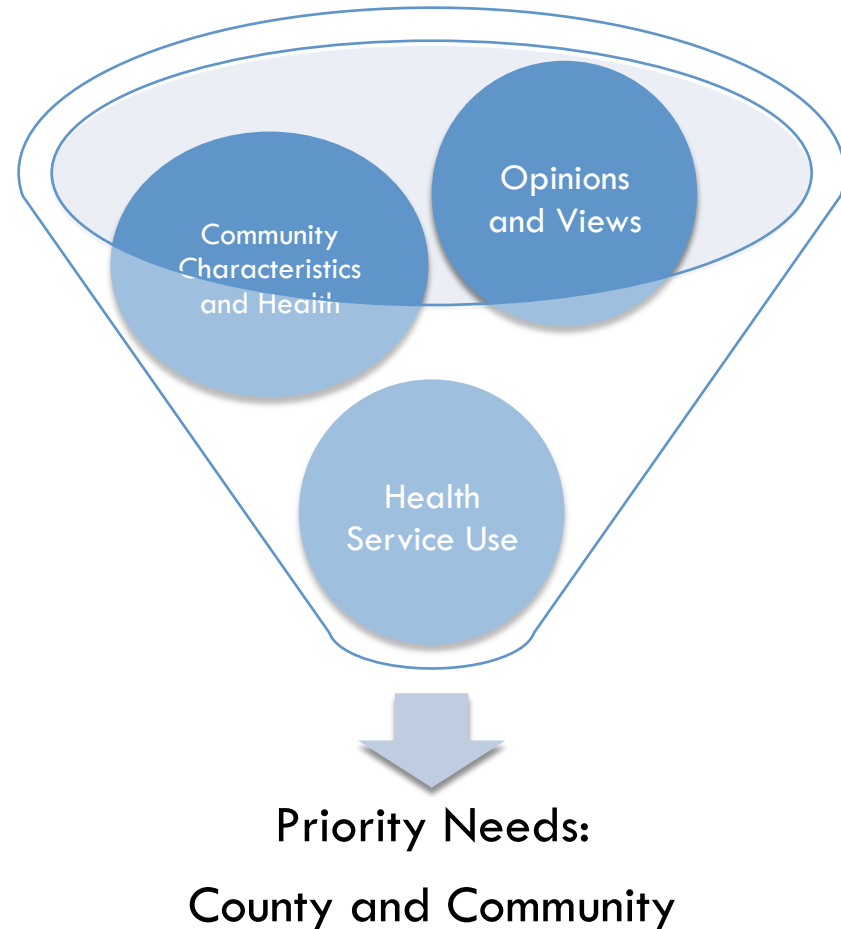 Opinions
and Views
Community
Characteristics
and Health
Health
Service Use
Priority Needs:
County and Community